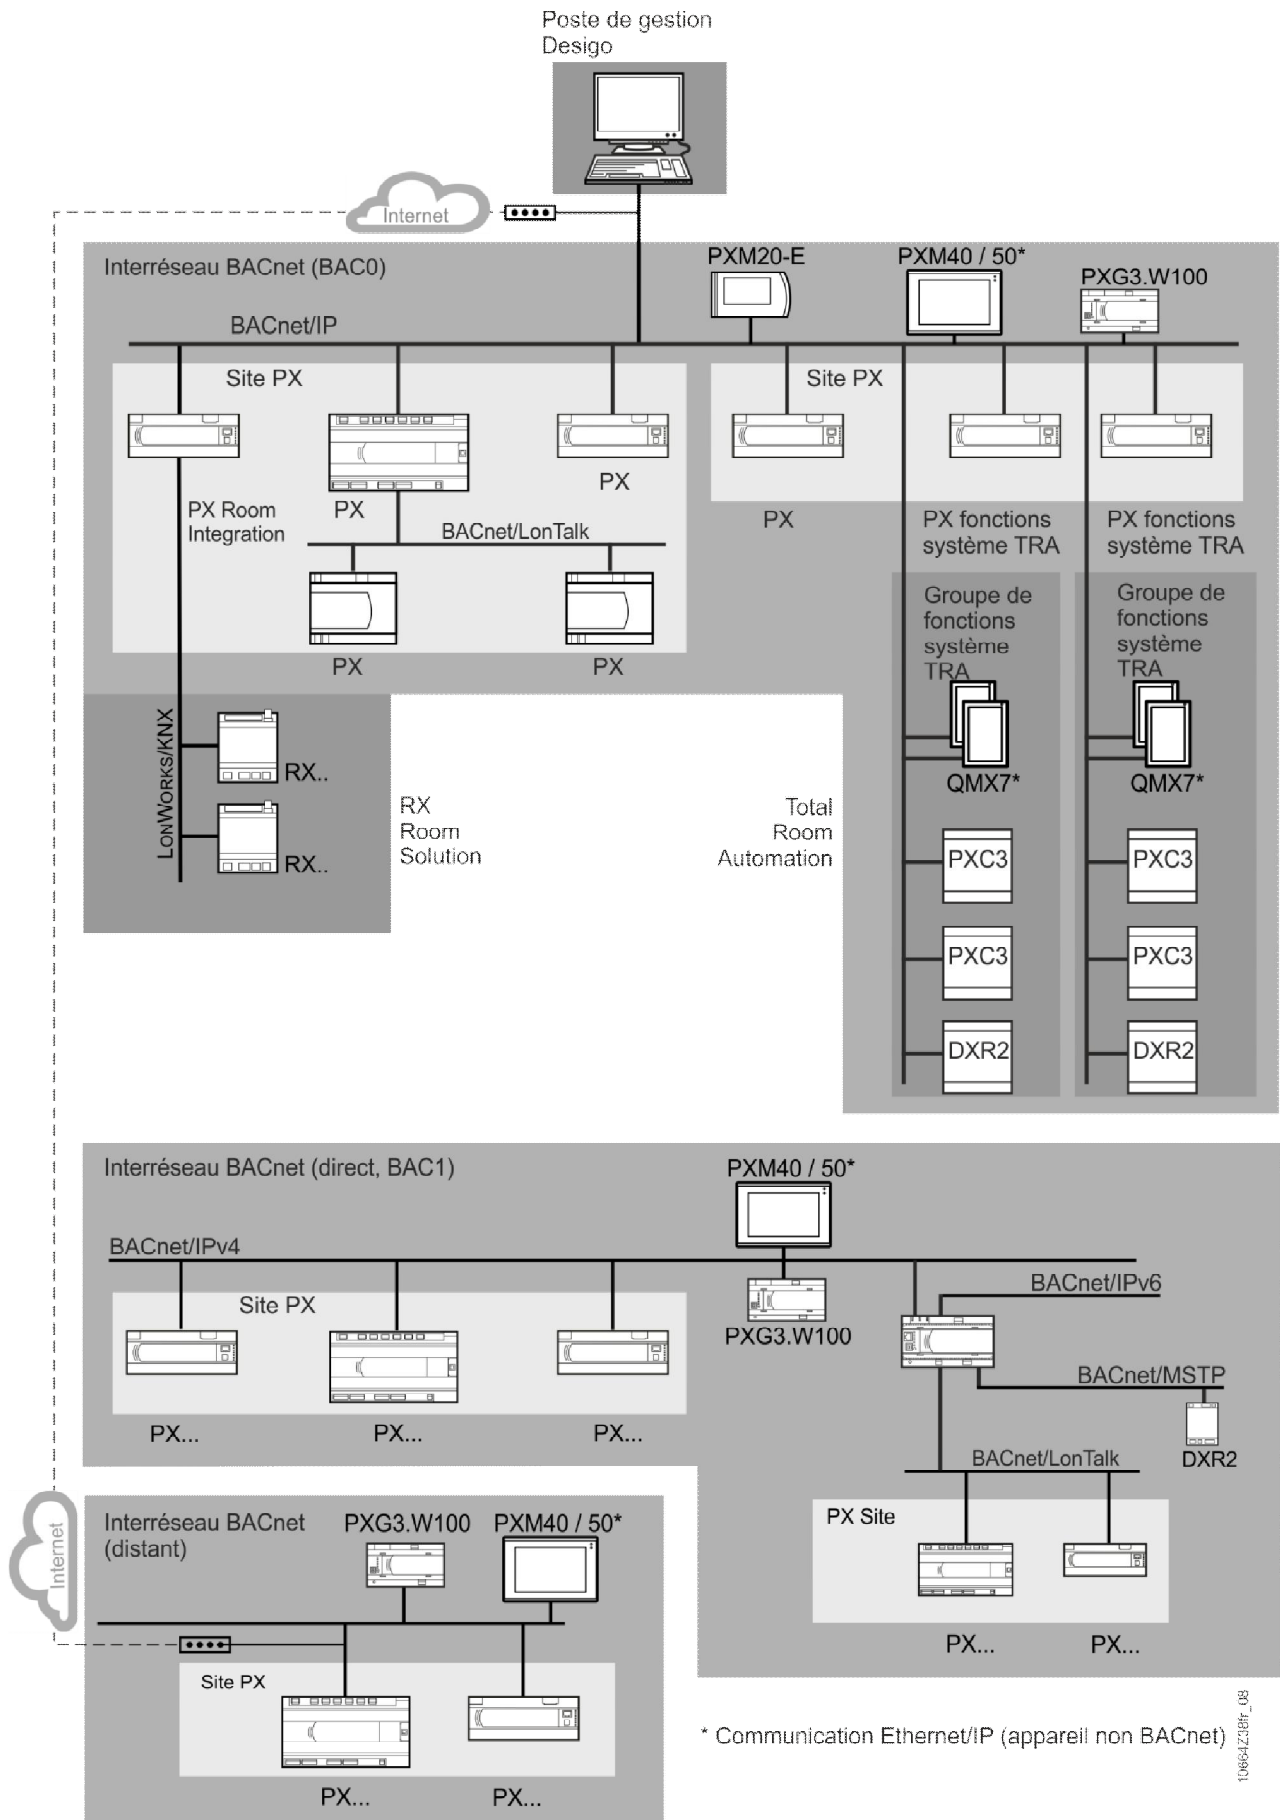 Poste de gestion
Desigo
Internet
Interréseau BACnet (BAC0)
PXM20-E
PXM40 / 50*
PXG3.W100
BACnet/IP
Site PX
Site PX
PX Room
Integration
PX
PX
BACnet/LonTalk
PX
PX
PX
PX fonctions
système TRA
PX fonctions
système TRA
Groupe de
fonctions
système
TRA
Groupe de
fonctions
système
TRA
LONWORKS/KNX
RX..
RX..
RX
Room
Solution
Total
Room
Automation
QMX7*
QMX7*
PXC3
PXC3
PXC3
PXC3
DXR2
DXR2
Interréseau BACnet (direct, BAC1)
PXM40 / 50*
BACnet/IPv4
BACnet/IPv6
Site PX
PXG3.W100
BACnet/MSTP
PX...
PX...
PX...
DXR2
BACnet/LonTalk
PX Site
PX...
PX...
Internet
Interréseau BACnet
(distant)
PXG3.W100
PXM40 / 50*
Site PX
PX...
PX...
* Communication Ethernet/IP (appareil non BACnet)
10664Z38fr_08